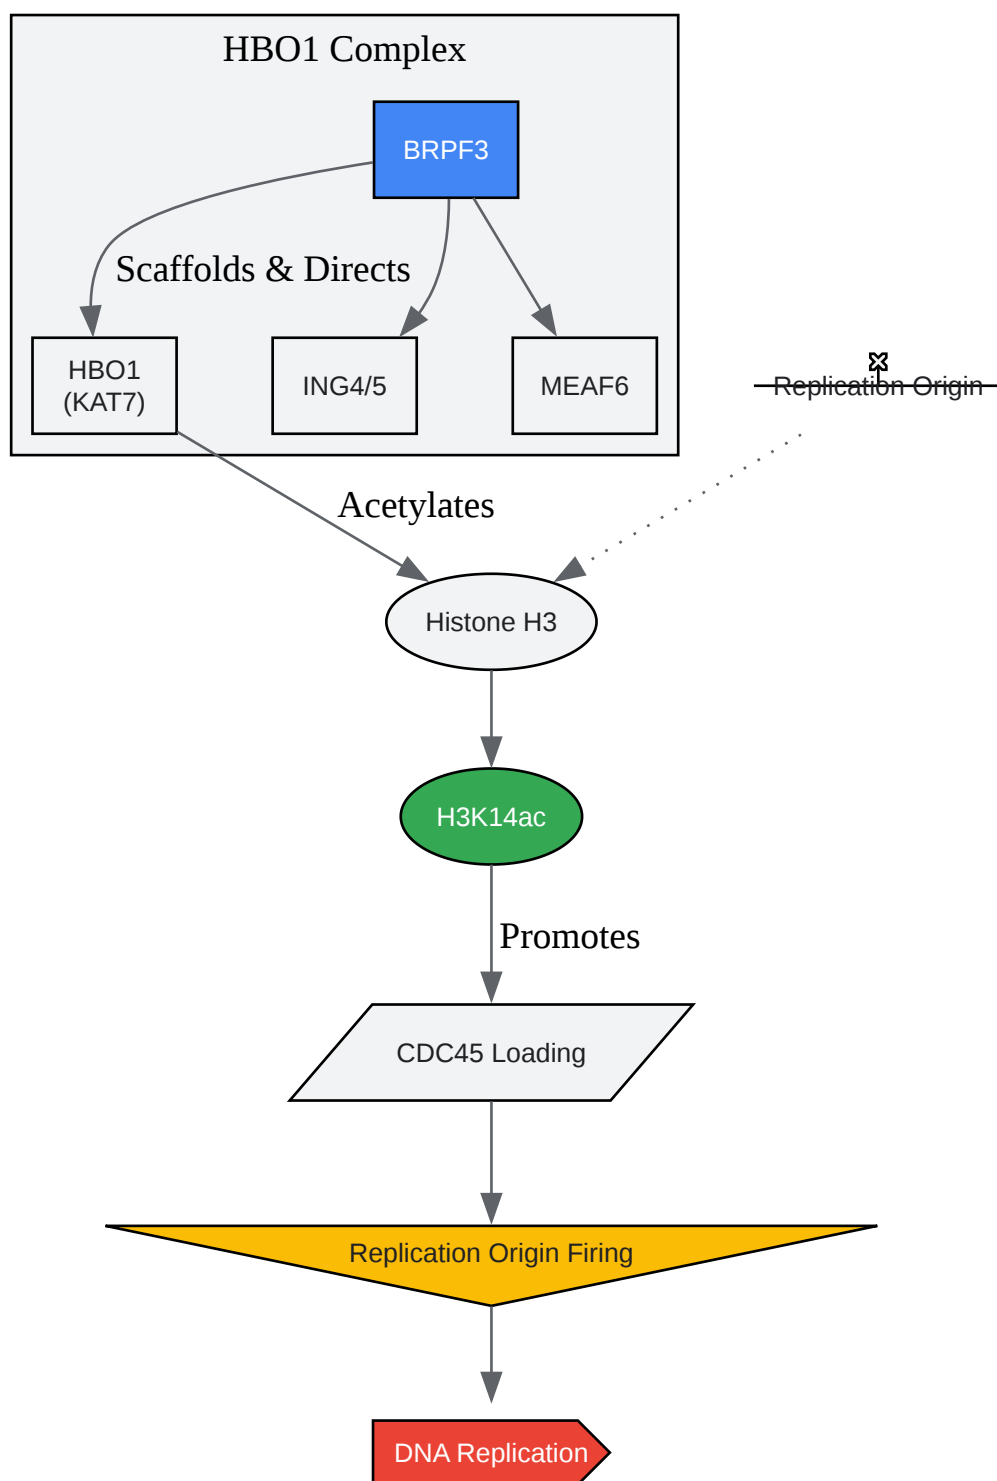 HBO1 Complex
BRPF3
Scaffolds & Directs
HBO1
(KAT7)
ING4/5
MEAF6
Replication Origin
Acetylates
Histone H3
H3K14ac
Promotes
CDC45 Loading
Replication Origin Firing
DNA Replication